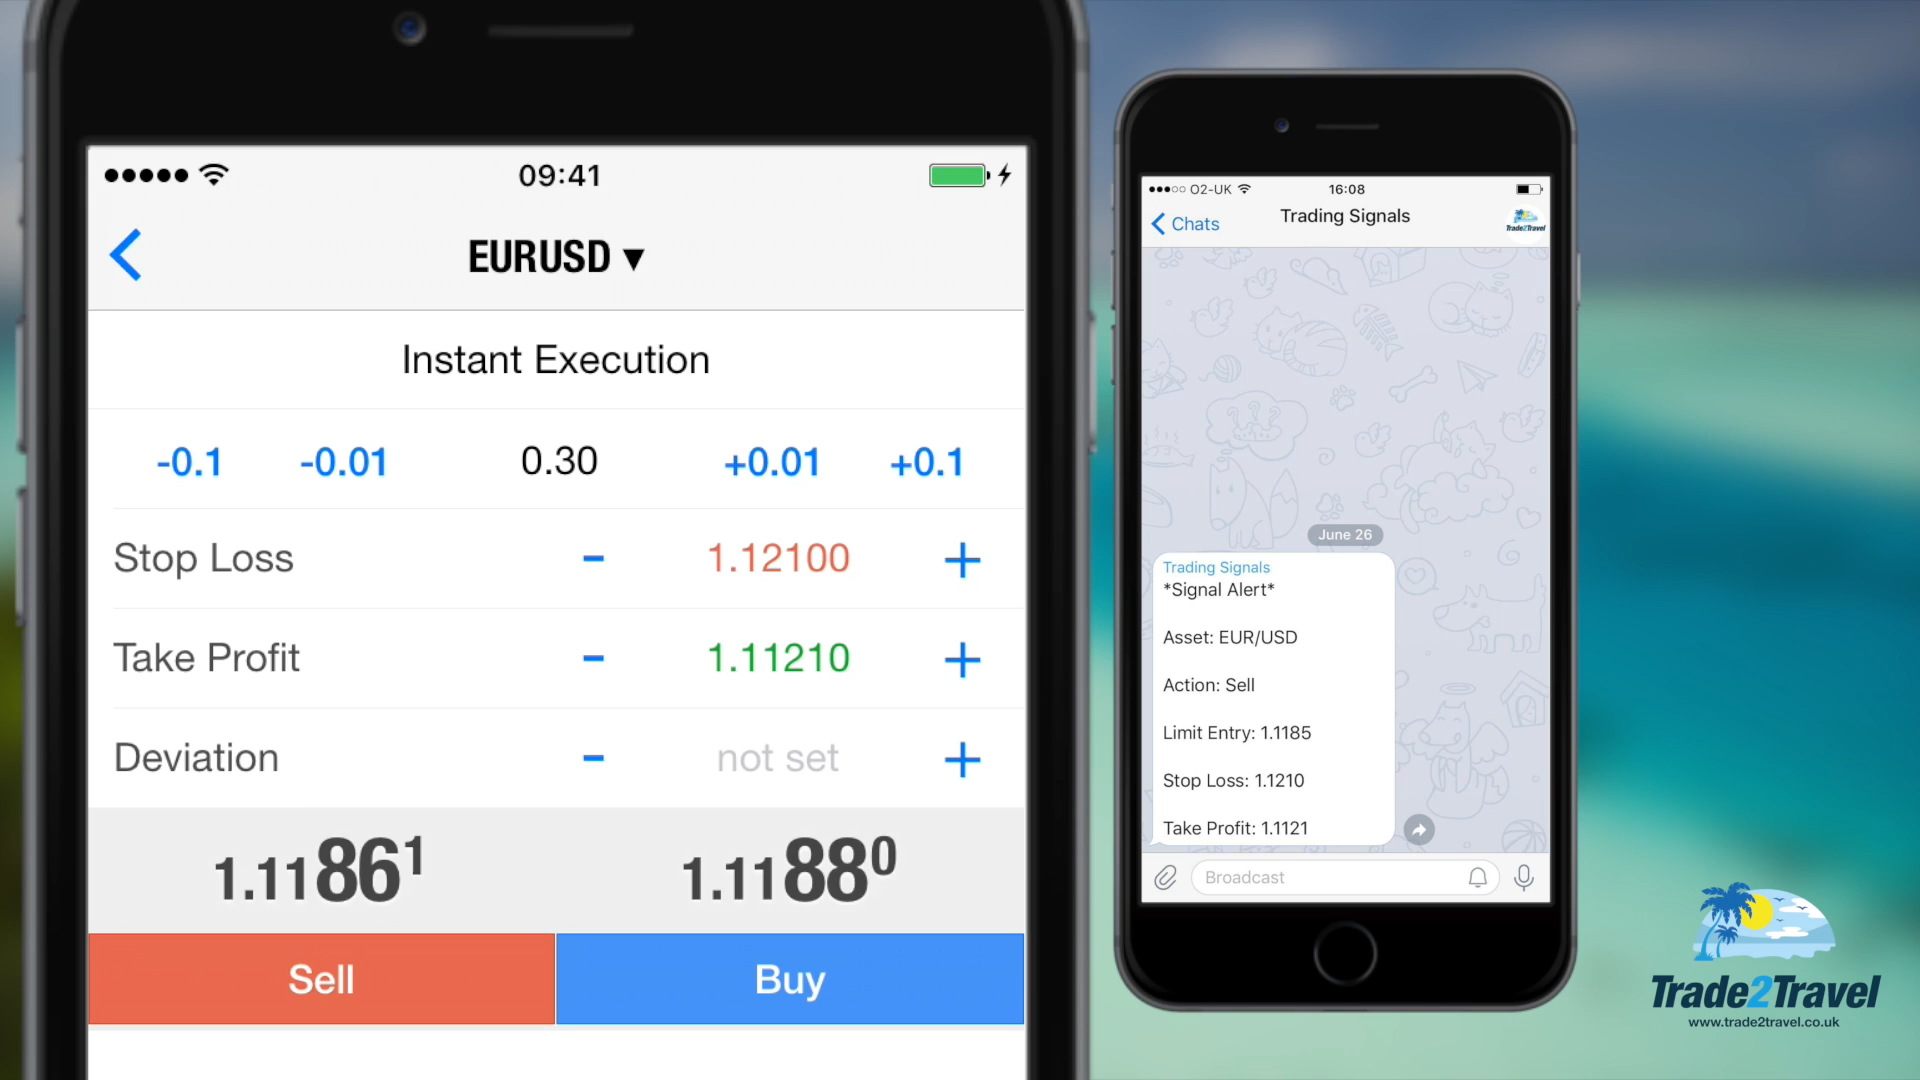 09:41
EURUSD ▼
Instant Execution
-0.1 -0.01 0.30 +0.01 +0.1
Stop Loss - 1.12100 +
Take Profit - 1.11210 +
Deviation - not set +
1.11861 1.11880
Sell Buy
O2-UK 16:08
Chats Trading Signals
Trade2Travel
June 26
Trading Signals
*Signal Alert*
Asset: EUR/USD
Action: Sell
Limit Entry: 1.1185
Stop Loss: 1.1210
Take Profit: 1.1121
Broadcast
Trade2Travel
www.trade2travel.co.uk